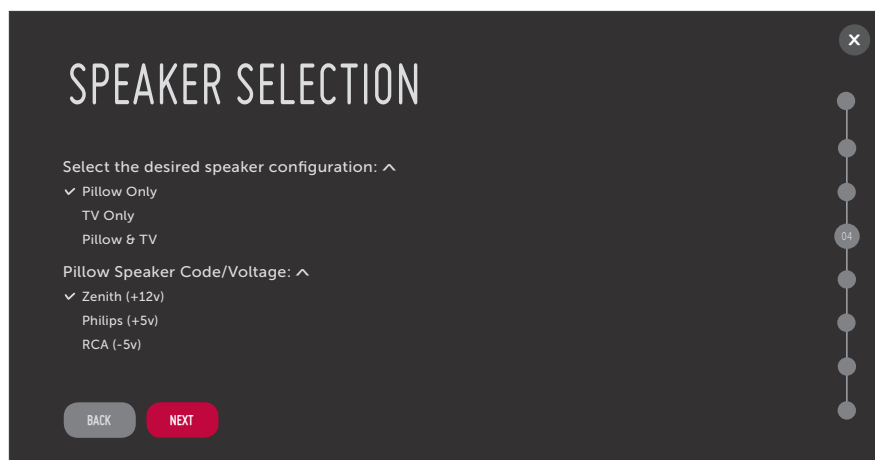 X
SPEAKER SELECTION
Select the desired speaker configuration:
Pillow Only
TV Only
Pillow & TV
04
Pillow Speaker Code/Voltage:
Zenith (+12v)
Philips (+5v)
RCA (-5v)
BACK
NEXT